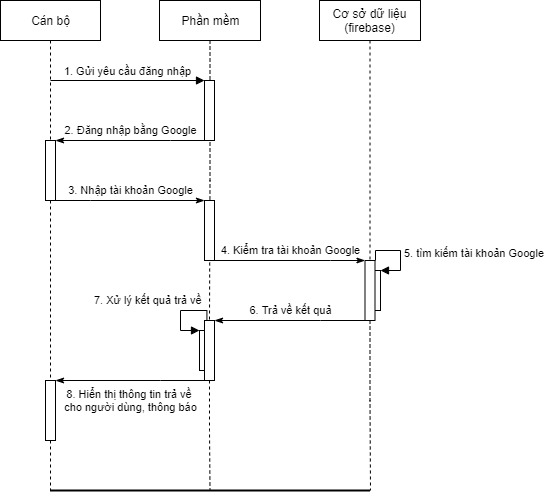 Cán bộ
Phần mềm
Cơ sở dữ liệu
(firebase)
1. Gửi yêu cầu đăng nhập
2. Đăng nhập bằng Google
3. Nhập tài khoản Google
4. Kiểm tra tài khoản Google
5. tìm kiếm tài khoản Google
6. Trả về kết quả
7. Xử lý kết quả trả về
8. Hiển thị thông tin trả về
cho người dùng, thông báo